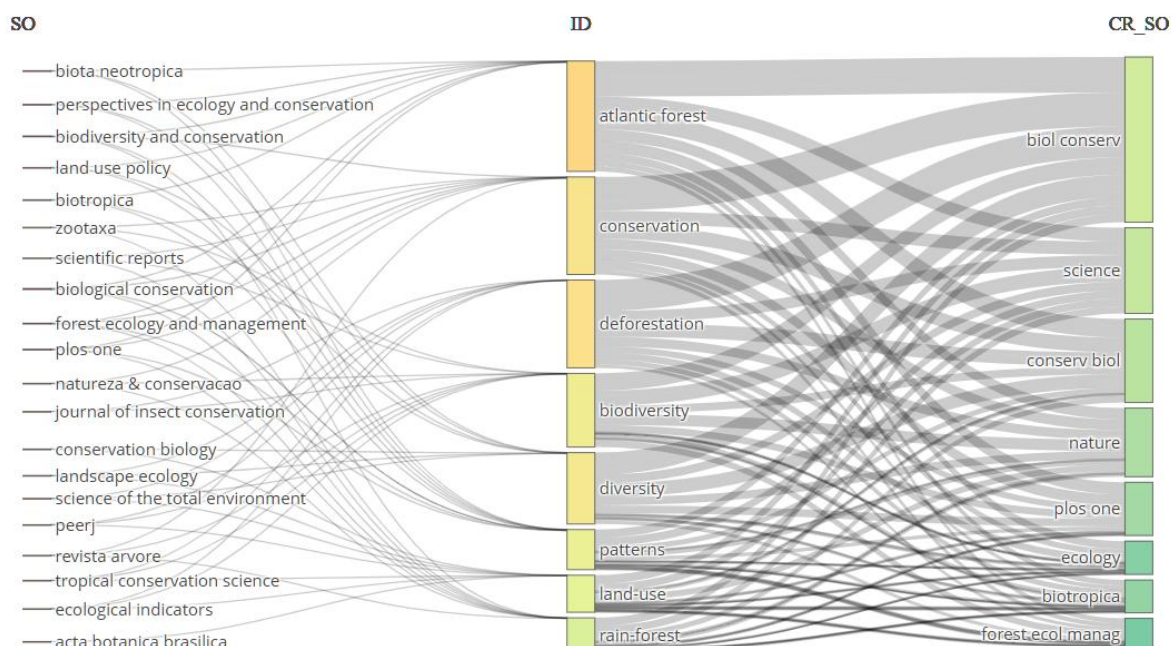 SO
ID
CR_SO
biota neotropica
perspectives in ecology and conservation
biodiversity and conservation
land use policy
biotropica
zootaxa
scientific reports
biological conservation
forest ecology and management
plos one
natureza & conservacao
journal of insect conservation
conservation biology
landscape ecology
science of the total environment
peerj
revista arvore
tropical conservation science
ecological indicators
acta botanica brasilica
atlantic forest
conservation
deforestation
biodiversity
diversity
patterns
land-use
rain-forest
biol conserv
science
conserv biol
nature
plos one
ecology
biotropica
forest ecol manag